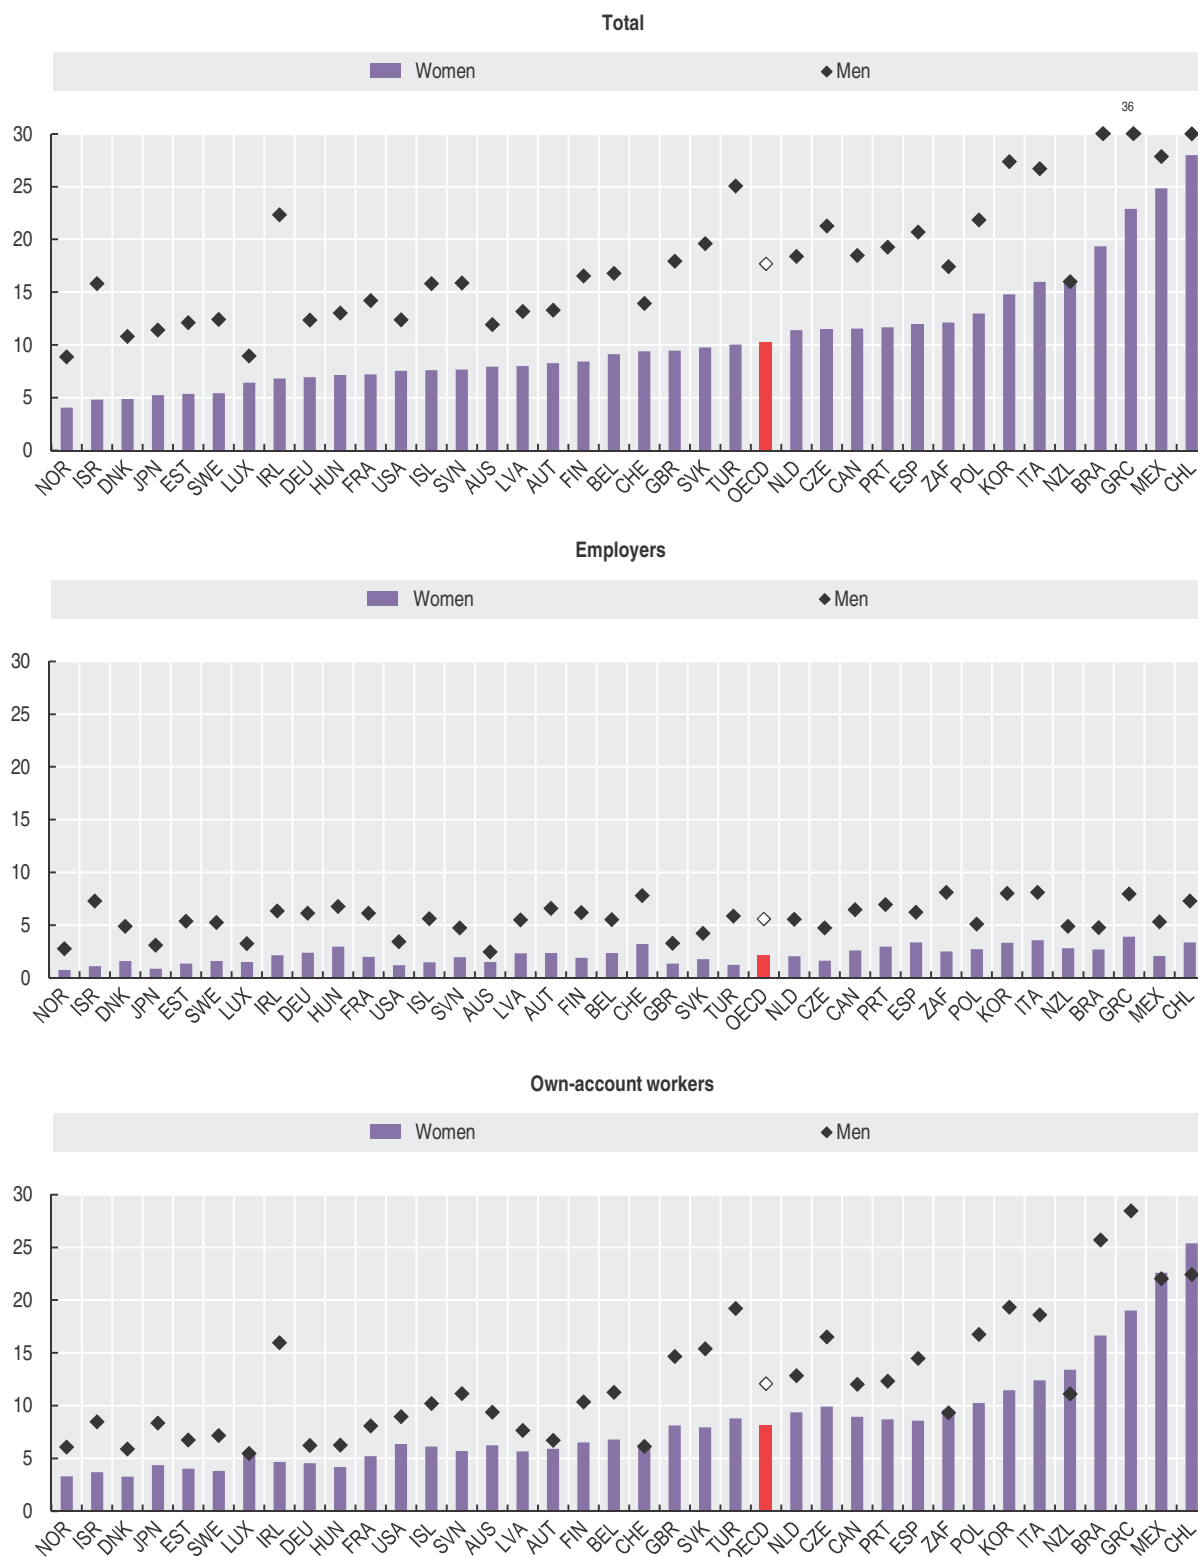 Total
Women Men
36
30
25
20
15
10
5
0
NOR ISR DNK JPN EST SWE LUX IRL DEU HUN FRA USA ISL SVN AUS LVA AUT FIN BEL CHE GBR SVK TUR OECD NLD CZE CAN PRT ESP ZAF POL KOR ITA NZL BRA GRC MEX CHL
Employers
Women Men
30
25
20
15
10
5
0
NOR ISR DNK JPN EST SWE LUX IRL DEU HUN FRA USA ISL SVN AUS LVA AUT FIN BEL CHE GBR SVK TUR OECD NLD CZE CAN PRT ESP ZAF POL KOR ITA NZL BRA GRC MEX CHL
Own-account workers
Women Men
30
25
20
15
10
5
0
NOR ISR DNK JPN EST SWE LUX IRL DEU HUN FRA USA ISL SVN AUS LVA AUT FIN BEL CHE GBR SVK TUR OECD NLD CZE CAN PRT ESP ZAF POL KOR ITA NZL BRA GRC MEX CHL